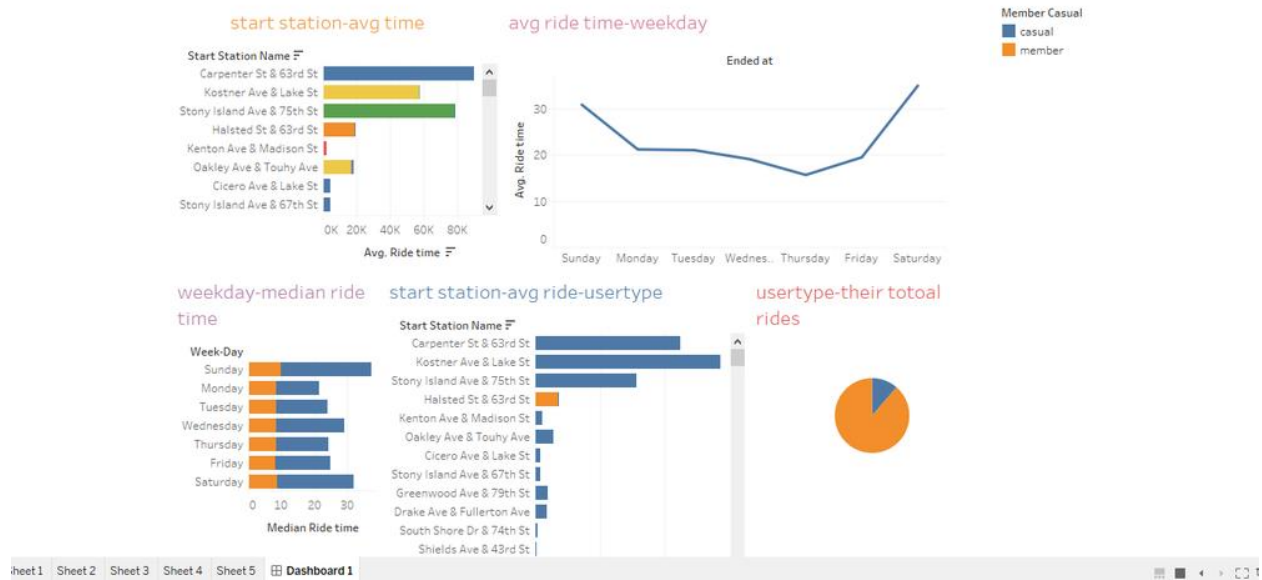 start station-avg time
Start Station Name
Carpenter St & 63rd St
Kostner Ave & Lake St
Stony Island Ave & 75th St
Halsted St & 63rd St
Kenton Ave & Madison St
Oakley Ave & Touhy Ave
Cicero Ave & Lake St
Stony Island Ave & 67th St
0K 20K 40K 60K 80K
Avg. Ride time
avg ride time-weekday
Ended at
Avg. Ride time
30
20
10
0
Sunday Monday Tuesday Wednes.. Thursday Friday Saturday
Member Casual
casual
member
weekday-median ride
time
Week-Day
Sunday
Monday
Tuesday
Wednesday
Thursday
Friday
Saturday
0 10 20 30
Median Ride time
start station-avg ride-usertype
Start Station Name
Carpenter St & 63rd St
Kostner Ave & Lake St
Stony Island Ave & 75th St
Halsted St & 63rd St
Kenton Ave & Madison St
Oakley Ave & Touhy Ave
Cicero Ave & Lake St
Stony Island Ave & 67th St
Greenwood Ave & 79th St
Drake Ave & Fullerton Ave
South Shore Dr & 74th St
Shields Ave & 43rd St
usertype-their totoal
rides
heet1 Sheet 2 Sheet 3 Sheet 4 Sheet 5 Dashboard 1